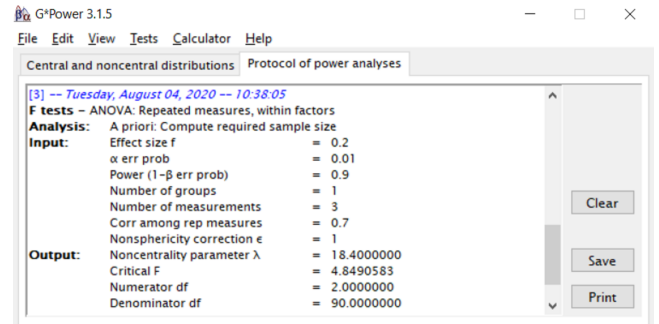 G*Power 3.1.5
File Edit View Tests Calculator Help
Central and noncentral distributions Protocol of power analyses
[3] -- Tuesday, August 04, 2020 -- 10:38:05
F tests – ANOVA: Repeated measures, within factors
Analysis: A priori: Compute required sample size
Input: Effect size f = 0.2
α err prob = 0.01
Power (1-β err prob) = 0.9
Number of groups = 1
Number of measurements = 3
Corr among rep measures = 0.7
Nonsphericity correction ϵ = 1
Output: Noncentrality parameter λ = 18.4000000
Critical F = 4.8490583
Numerator df = 2.0000000
Denominator df = 90.0000000
Clear
Save
Print